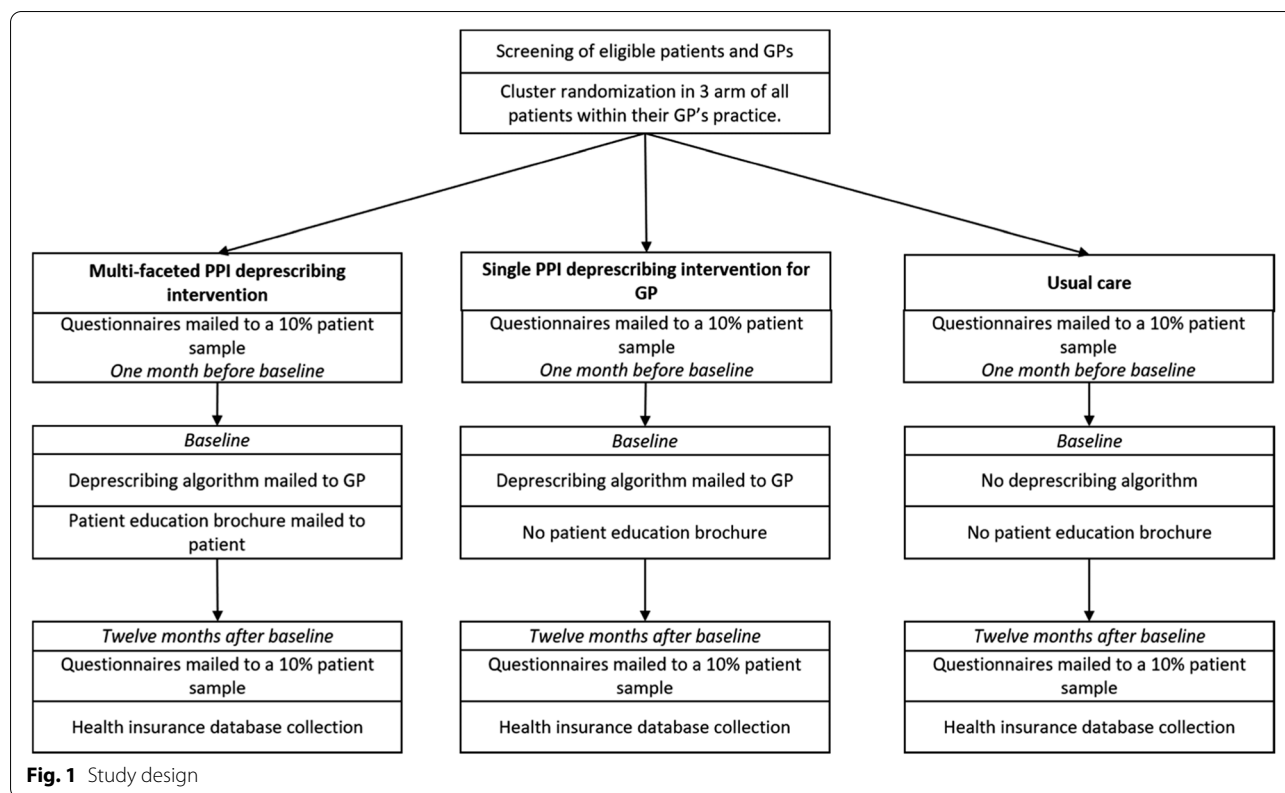 Screening of eligible patients and GPs
Cluster randomization in 3 arm of all
patients within their GP's practice.
Multi-faceted PPI deprescribing
intervention
Questionnaires mailed to a 10% patient
sample
One month before baseline
Baseline
Deprescribing algorithm mailed to GP
Patient education brochure mailed to
patient
Twelve months after baseline
Questionnaires mailed to a 10% patient
sample
Health insurance database collection
Single PPI deprescribing intervention for
GP
Questionnaires mailed to a 10% patient
sample
One month before baseline
Baseline
Deprescribing algorithm mailed to GP
No patient education brochure
Twelve months after baseline
Questionnaires mailed to a 10% patient
sample
Health insurance database collection
Usual care
Questionnaires mailed to a 10% patient
sample
One month before baseline
Baseline
No deprescribing algorithm
No patient education brochure
Twelve months after baseline
Questionnaires mailed to a 10% patient
sample
Health insurance database collection
Fig. 1 Study design